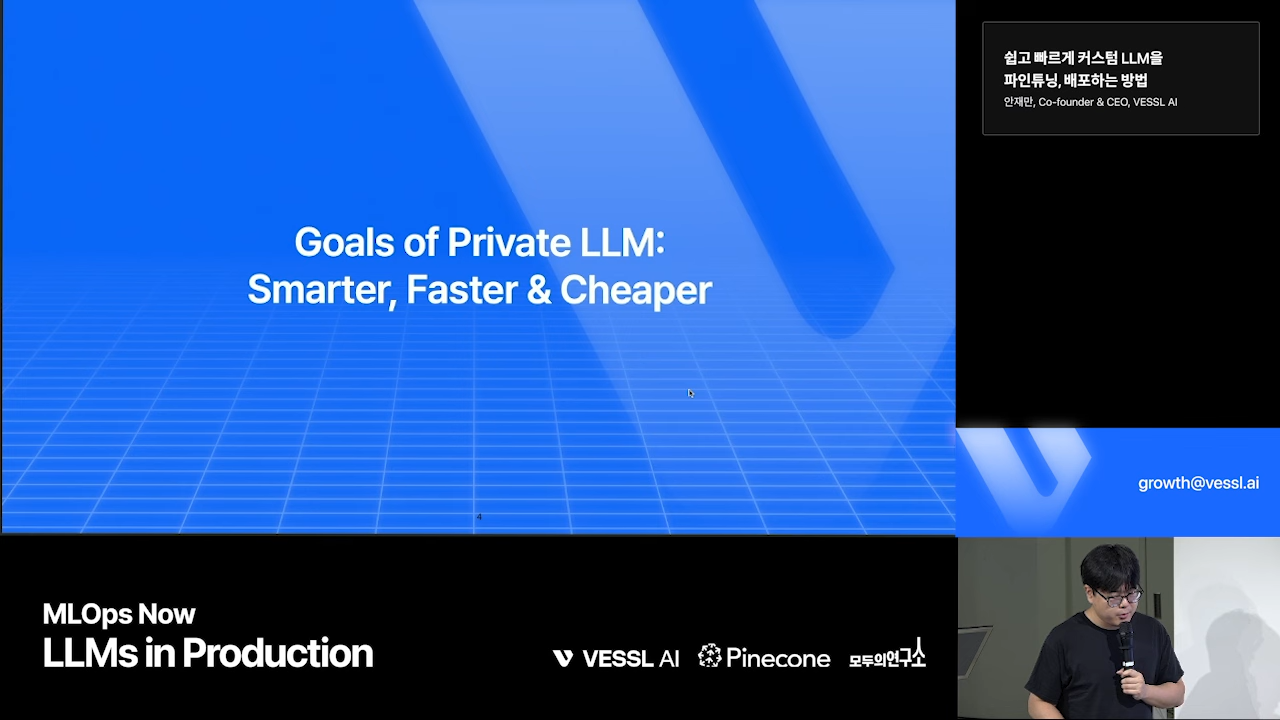 Goals of Private LLM:
Smarter, Faster & Cheaper
4
쉽고 빠르게 커스텀 LLM을
파인튜닝, 배포하는 방법
안재만, Co-founder & CEO, VESSL AI
growth@vessl.ai
MLOps Now
LLMs in Production
VESSL AI
Pinecone
모두의연구소